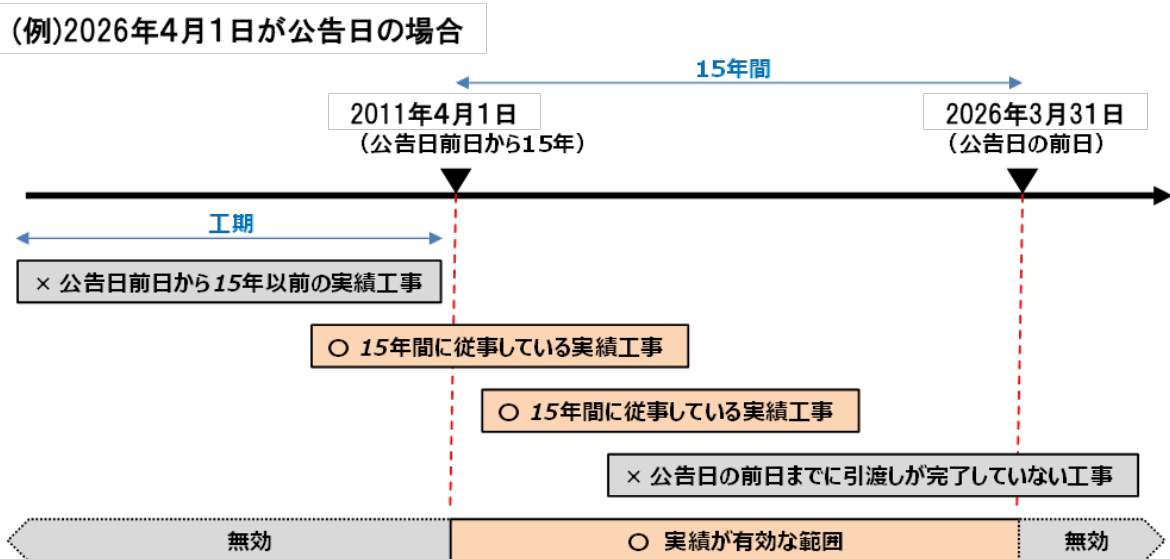 (例)2026年4月1日が公告日の場合
15年間
2011年4月1日
（公告日前日から15年）
2026年3月31日
（公告日の前日）
工期
× 公告日前日から15年以前の実績工事
〇 15年間に従事している実績工事
〇 15年間に従事している実績工事
× 公告日の前日までに引渡しが完了していない工事
無効
〇 実績が有効な範囲
無効